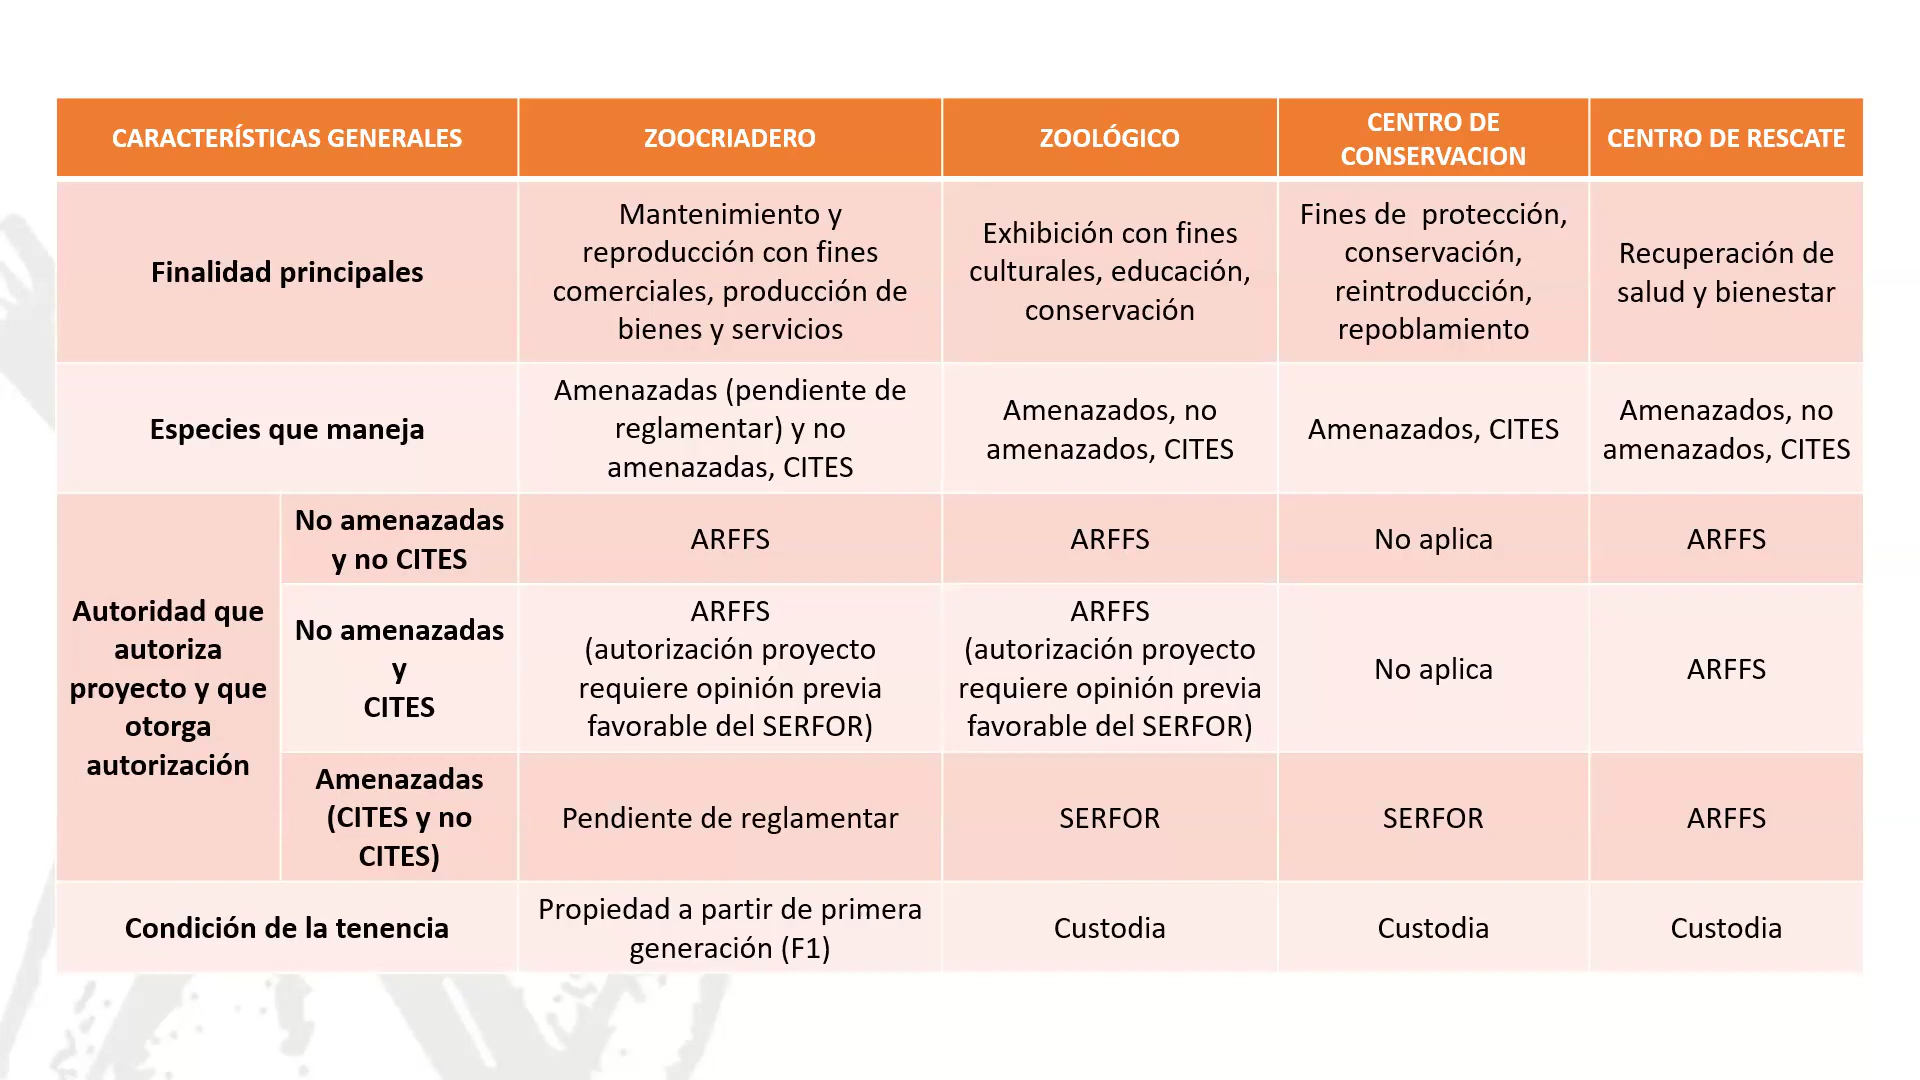 CARACTERÍSTICAS GENERALES
ZOOCRIADERO
ZOOLÓGICO
CENTRO DE
CONSERVACION
CENTRO DE RESCATE
Finalidad principales
Mantenimiento y
reproducción con fines
comerciales, producción de
bienes y servicios
Exhibición con fines
culturales, educación,
conservación
Fines de protección,
conservación,
reintroducción,
repoblamiento
Recuperación de
salud y bienestar
Especies que maneja
Amenazadas (pendiente de
reglamentar) y no
amenazadas, CITES
Amenazados, no
amenazados, CITES
Amenazados, CITES
Amenazados, no
amenazados, CITES
Autoridad que
autoriza
proyecto y que
otorga
autorización
No amenazadas
y no CITES
ARFFS
ARFFS
No aplica
ARFFS
No amenazadas
y
CITES
ARFFS
(autorización proyecto
requiere opinión previa
favorable del SERFOR)
ARFFS
(autorización proyecto
requiere opinión previa
favorable del SERFOR)
No aplica
ARFFS
Amenazadas
(CITES y no
CITES)
Pendiente de reglamentar
SERFOR
SERFOR
ARFFS
Condición de la tenencia
Propiedad a partir de primera
generación (F1)
Custodia
Custodia
Custodia